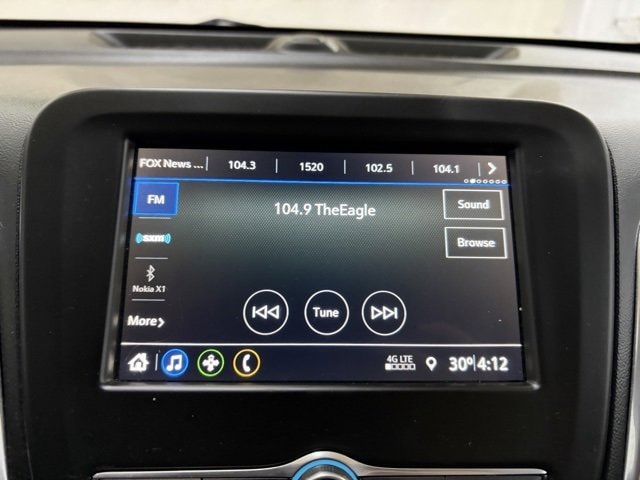 FOX News ... 104.3 1520 102.5 104.1 >
FM
104.9 TheEagle
Sound
(sxm)
Browse
Nokia X1
Tune
More>
4G LTE
30° 4:12